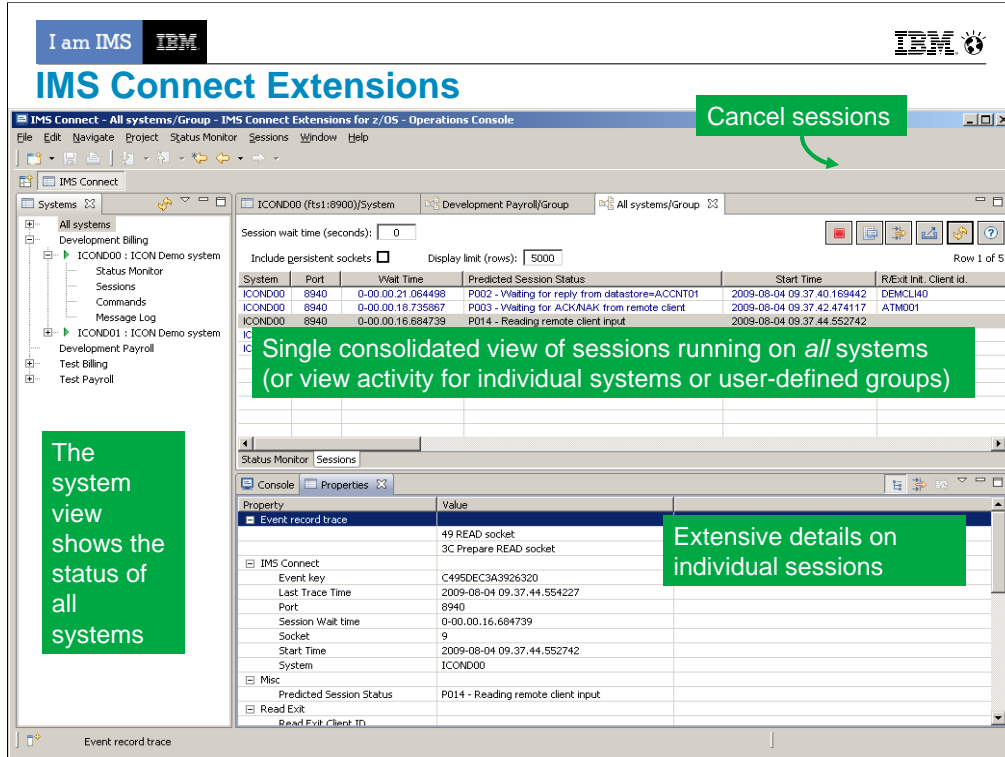 I am IMS
IBM.
IBM.
IMS Connect Extensions
IMS Connect - All systems/Group - IMS Connect Extensions for z/OS - Operations Console
Cancel sessions
File Edit Navigate Project Status Monitor Sessions Window Help
IMS Connect
Systems
All systems
Development Billing
ICOND00 : ICON Demo system
Status Monitor
Sessions
Commands
Message Log
ICOND01 : ICON Demo system
Development Payroll
Test Billing
Test Payroll
The
system
view
shows the
status of
all
systems
ICOND00 (fts1:8900)/System Development Payroll/Group All systems/Group
Session wait time (seconds): 0
Include persistent sockets Display limit (rows): 5000 Row 1 of 5
System Port Wait Time Predicted Session Status Start Time R/Exit Init. Client id.
ICOND00 8940 0-00.00.21.064498 P002 - Waiting for reply from datastore=ACCNT01 2009-08-04 09.37.40.169442 DEMCLI40
ICOND00 8940 0-00.00.18.735867 P003 - Waiting for ACK/NAK from remote client 2009-08-04 09.37.42.474117 ATM001
ICOND00 8940 0-00.00.16.684739 P014 - Reading remote client input 2009-08-04 09.37.44.552742
IC
IC
Single consolidated view of sessions running on all systems
(or view activity for individual systems or user-defined groups)
Status Monitor Sessions
Console Properties
Property Value
Event record trace
49 READ socket
3C Prepare READ socket
Extensive details on
individual sessions
IMS Connect
Event key C495DEC3A3926320
Last Trace Time 2009-08-04 09.37.44.554227
Port 8940
Session Wait time 0-00.00.16.684739
Socket 9
Start Time 2009-08-04 09.37.44.552742
System ICOND00
Misc
Predicted Session Status P014 - Reading remote client input
Read Exit
Read Exit Client ID
Event record trace